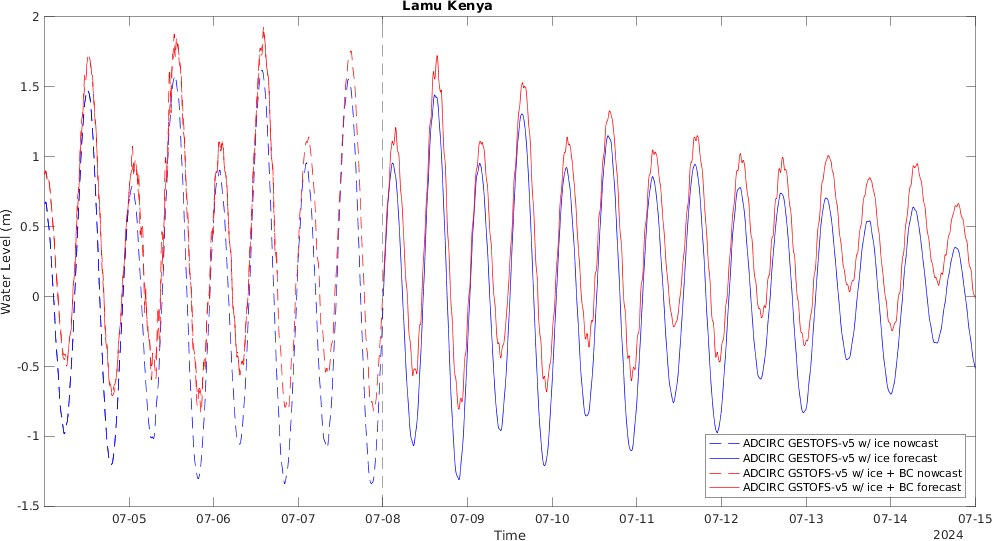 Lamu Kenya
2
1.5
1
0.5
0
-0.5
-1
-1.5
Water Level (m)
ADCIRC GESTOFS-v5 w/ ice nowcast
ADCIRC GESTOFS-v5 w/ ice forecast
ADCIRC GSTOFS-v5 w/ ice + BC nowcast
ADCIRC GSTOFS-v5 w/ ice + BC forecast
07-05 07-06 07-07 07-08 07-09 07-10 07-11 07-12 07-13 07-14 07-15
Time
2024